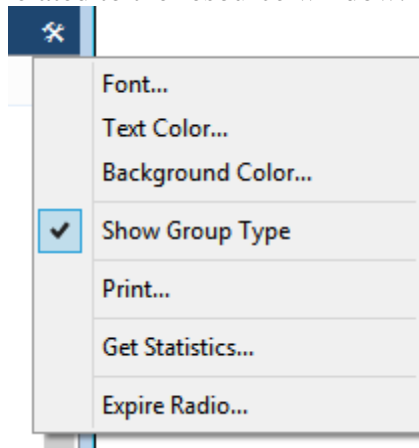 Font...
Text Color...
Background Color...
Show Group Type
Print...
Get Statistics...
Expire Radio...